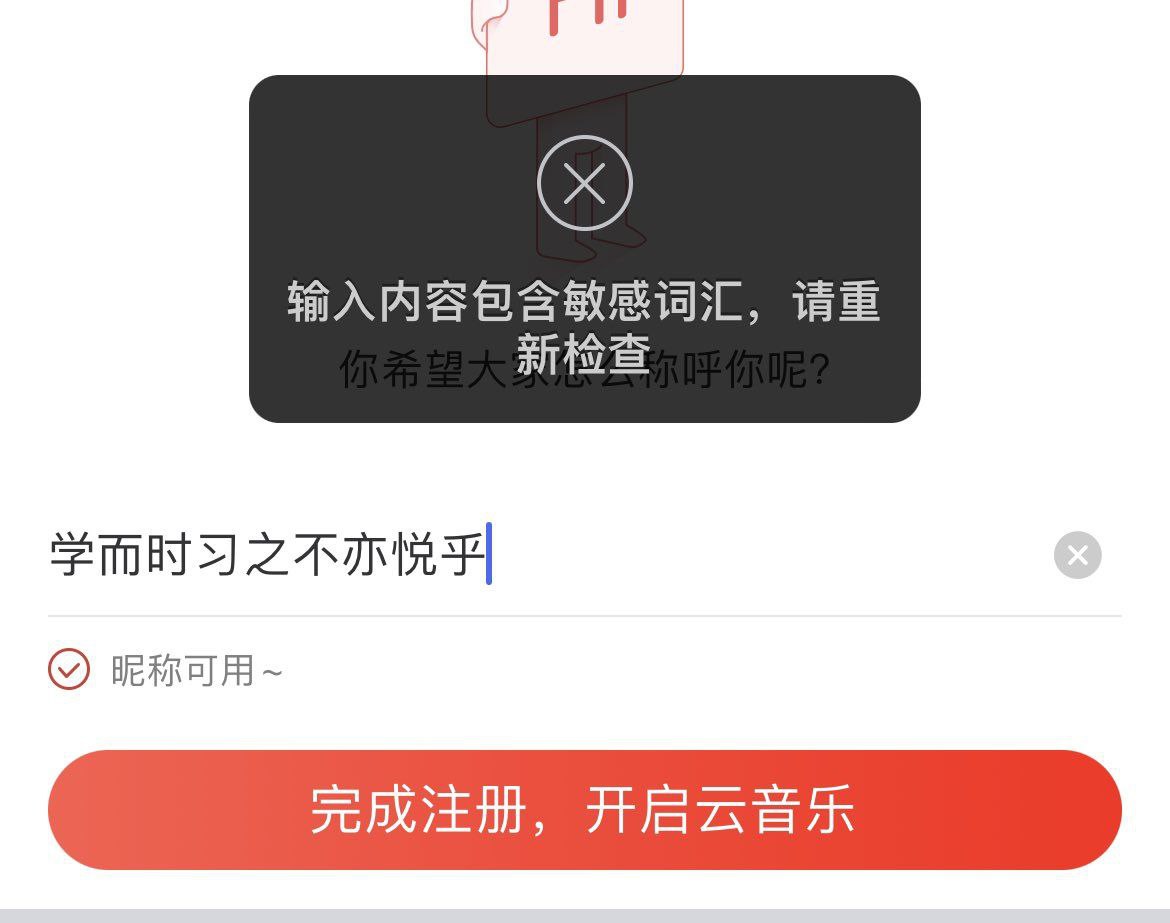 输入内容包含敏感词汇，请重
新检查
你希望大家怎么称呼你呢？
学而时习之不亦悦乎
昵称可用~
完成注册，开启云音乐